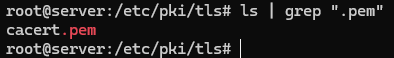 root@server:/etc/pki/tls# ls | grep ".pem"
cacert.pem
root@server:/etc/pki/tls#